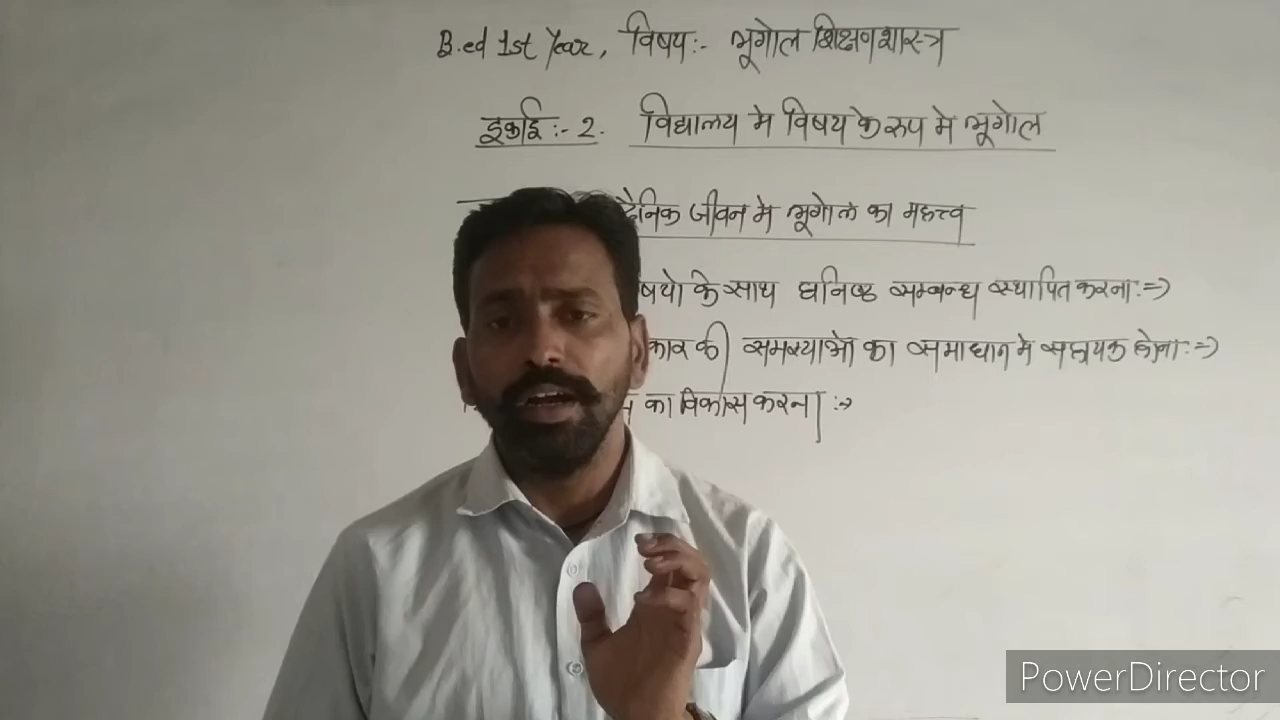 B.ed 1st Year, विषय:- भूगोल शिक्षणशास्त्र
इकाई:- 2. विद्यालय मे विषय के रुप मे भूगोल
दैनिक जीवन मे भूगोल का महत्त्व
के साथ घनिष्ठ सम्बन्ध स्थापित करना:⇒
की समस्याओ का समाधान मे सहायक होना:⇒
का विकास करना:→
PowerDirector